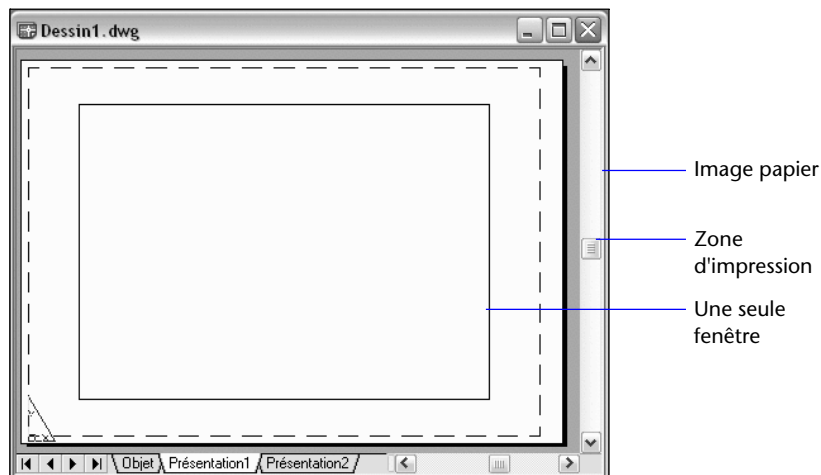 Dessin1.dwg
Image papier
Zone
d'impression
Une seule
fenêtre
Objet Présentation1 Présentation2